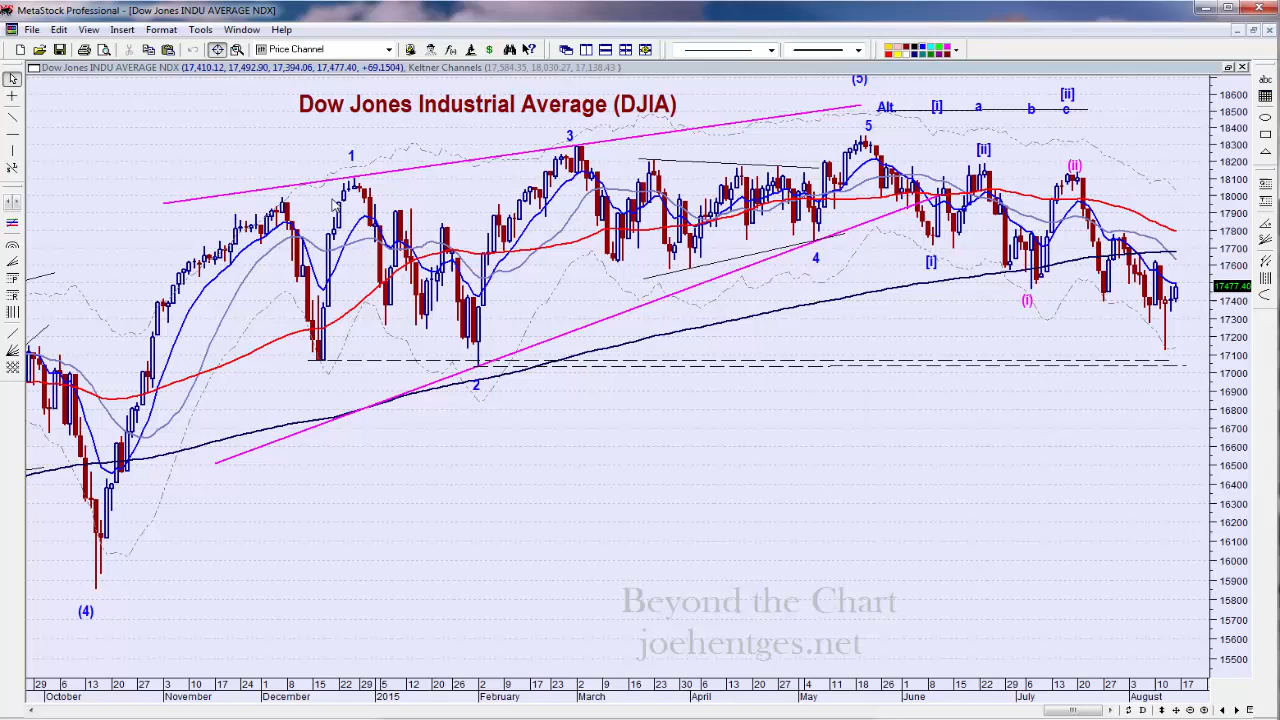 MetaStock Professional - [Dow Jones INDU AVERAGE NDX]
File Edit View Insert Format Tools Window Help
Price Channel
Dow Jones INDU AVERAGE NDX (17,410.12, 17,492.90, 17,394.06, 17,477.40, +69.1504), Keltner Channels (17,584.35, 18,030.27, 17,138.43)
Dow Jones Industrial Average (DJIA)
(5)
Alt. [i] a b c [ii]
1 3 5 [ii] (ii)
2 4 [i] (i)
(4)
18600
18500
18400
18300
18200
18100
18000
17900
17800
17700
17600
17477.40
17400
17300
17200
17100
17000
16900
16800
16700
16600
16500
16400
16300
16200
16100
16000
15900
15800
15700
15600
15500
abc
Beyond the Chart
joehentges.net
29 6 13 20 27 3 10 17 24 1 8 15 22 29 5 12 20 26 2 9 17 23 2 9 16 23 30 6 13 20 27 4 11 18 26 1 8 15 22 29 6 13 20 27 3 10 17
October November December 2015 February March April May June July August